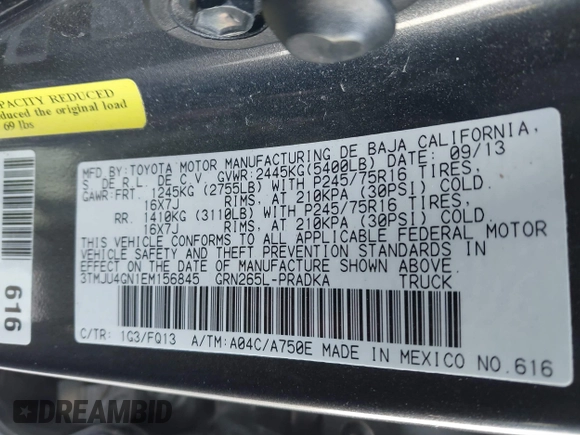 PACITY REDUCED
duced the original load
69 lbs
MFD. BY: TOYOTA MOTOR MANUFACTURING DE BAJA CALIFORNIA,
S DE R.L. DE C.V GVWR:2445KG(5400LB) DATE: 09/13
GAWR:FRT. 1245KG (2755LB) WITH P245/75R16 TIRES,
16X7J RIMS, AT 210KPA (30PSI) COLD.
RR. 1410KG (3110LB) WITH P245/75R16 TIRES,
16X7J RIMS, AT 210KPA (30PSI) COLD.
THIS VEHICLE CONFORMS TO ALL APPLICABLE FEDERAL MOTOR
VEHICLE SAFETY AND THEFT PREVENTION STANDARDS IN
EFFECT ON THE DATE OF MANUFACTURE SHOWN ABOVE.
3TMJU4GN1EM156845 GRN265L-PRADKA TRUCK
C/TR: 1G3/FQ13 A/TM:A04C/A750E MADE IN MEXICO NO.616
616
DREAMBID